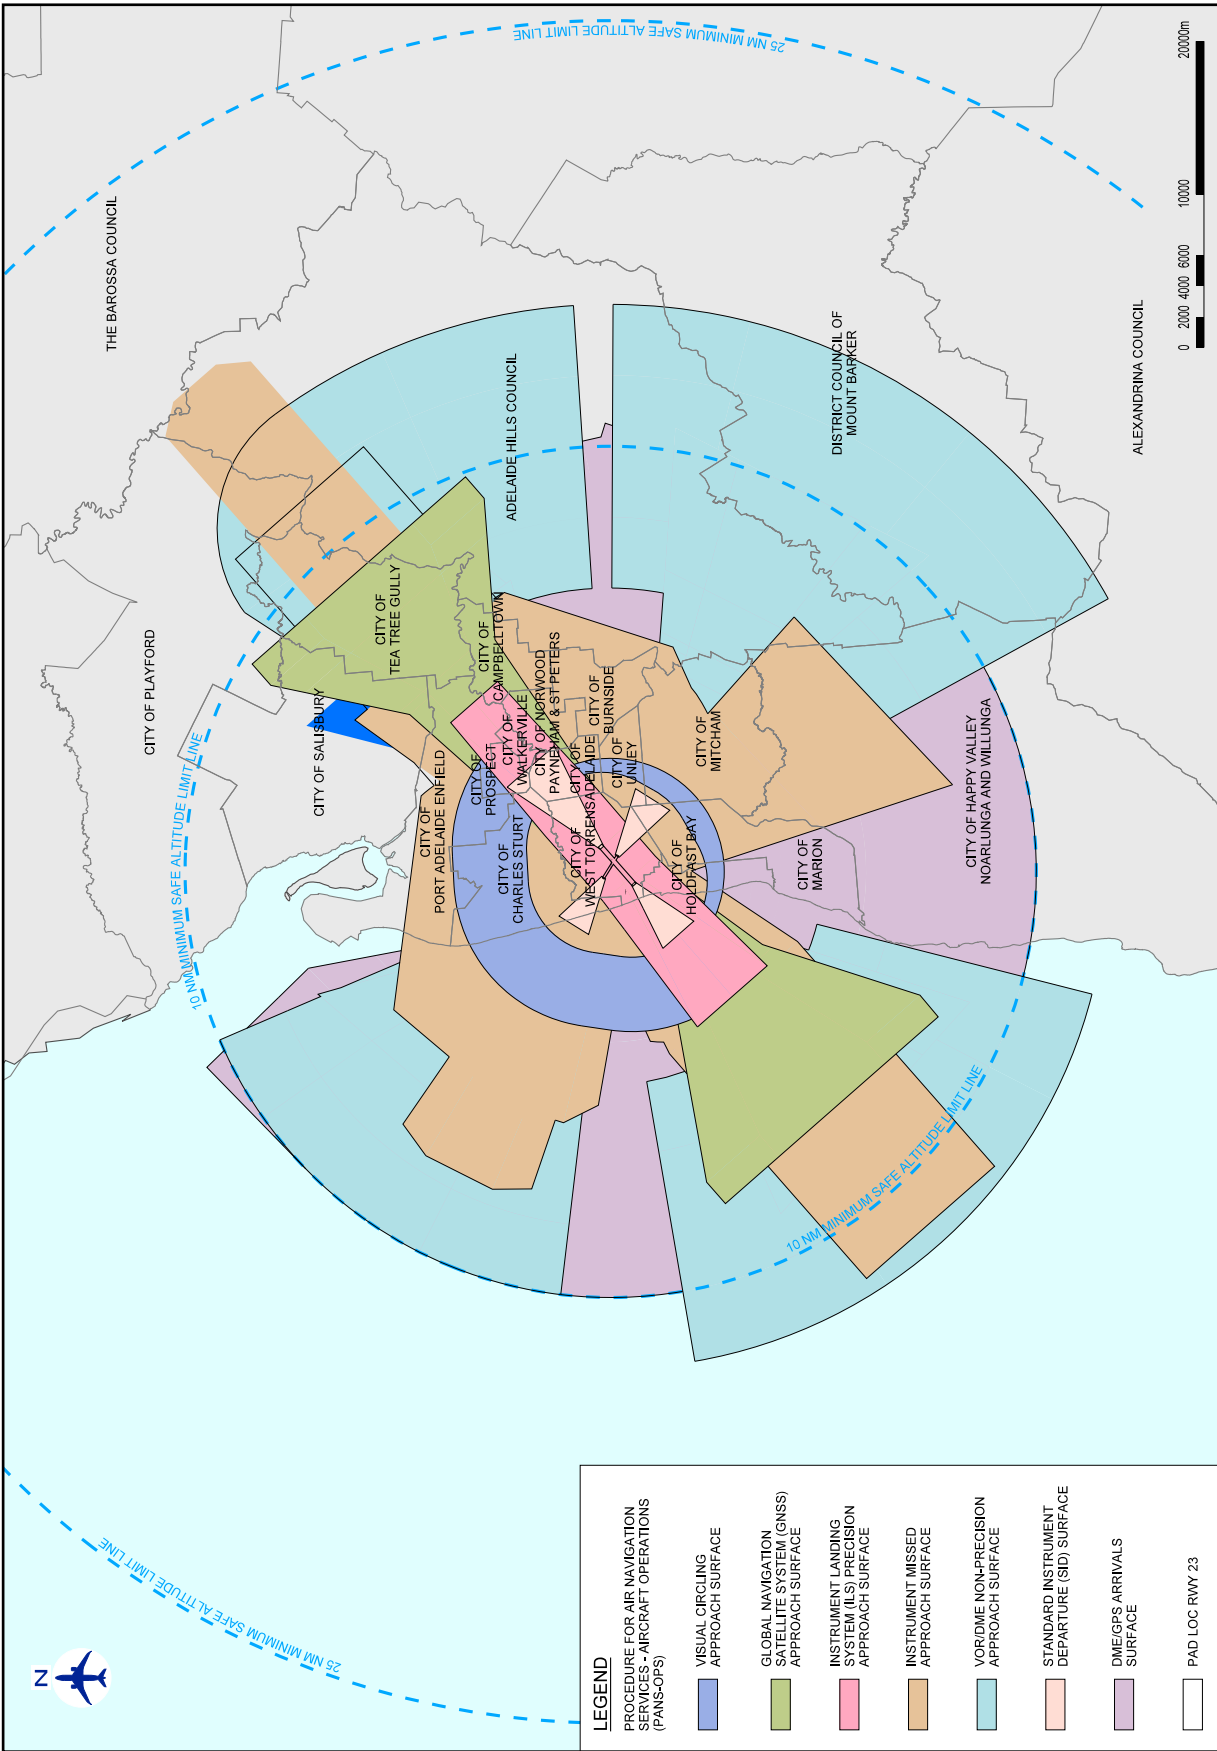 THE BAROSSA COUNCIL
CITY OF PLAYFORD
CITY OF SALISBURY
CITY OF
TEA TREE GULLY
CITY OF
PORT ADELAIDE ENFIELD
ADELAIDE HILLS COUNCIL
CITY OF
CAMPBELLTOWN
CITY OF
PROSPECT
CITY OF
WALKERVILLE
CITY OF NORWOOD
PAYNEHAM & ST PETERS
CITY OF
CHARLES STURT
CITY OF
ADELAIDE
CITY OF
BURNSIDE
CITY OF
WEST TORRENS
CITY OF
UNLEY
CITY OF
HOLDFAST BAY
CITY OF
MITCHAM
CITY OF
MARION
DISTRICT COUNCIL OF
MOUNT BARKER
CITY OF HAPPY VALLEY
NOARLUNGA AND WILLUNGA
ALEXANDRINA COUNCIL
25 NM MINIMUM SAFE ALTITUDE LIMIT LINE
10 NM MINIMUM SAFE ALTITUDE LIMIT LINE
10 NM MINIMUM SAFE ALTITUDE LIMIT LINE
25 NM MINIMUM SAFE ALTITUDE LIMIT LINE
0 2000 4000 6000 10000 20000m
N
LEGEND
PROCEDURE FOR AIR NAVIGATION
SERVICES - AIRCRAFT OPERATIONS
(PANS-OPS)
VISUAL CIRCLING
APPROACH SURFACE
GLOBAL NAVIGATION
SATELLITE SYSTEM (GNSS)
APPROACH SURFACE
INSTRUMENT LANDING
SYSTEM (ILS) PRECISION
APPROACH SURFACE
INSTRUMENT MISSED
APPROACH SURFACE
VOR/DME NON-PRECISION
APPROACH SURFACE
STANDARD INSTRUMENT
DEPARTURE (SID) SURFACE
DME/GPS ARRIVALS
SURFACE
PAD LOC RWY 23